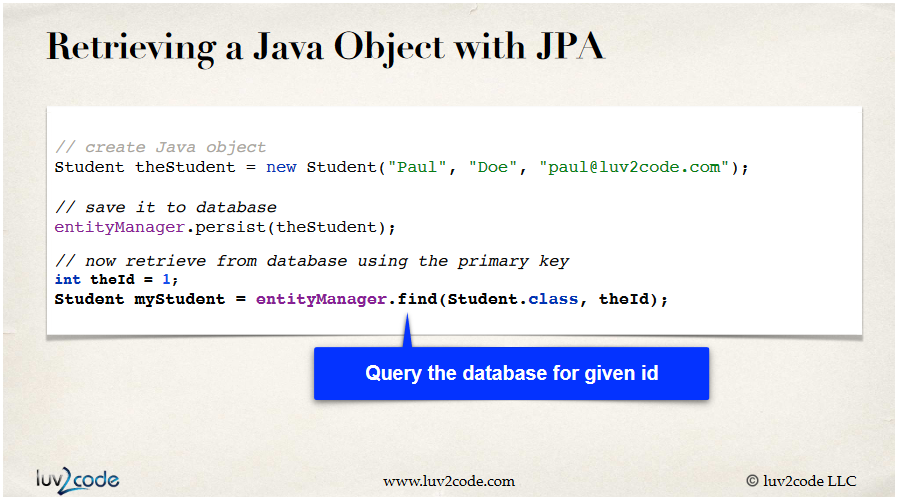 Retrieving a Java Object with JPA
// create Java object
Student theStudent = new Student("Paul", "Doe", "paul@luv2code.com");
// save it to database
entityManager.persist(theStudent);
// now retrieve from database using the primary key
int theId = 1;
Student myStudent = entityManager.find(Student.class, theId);
Query the database for given id
luv2code
www.luv2code.com
© luv2code LLC